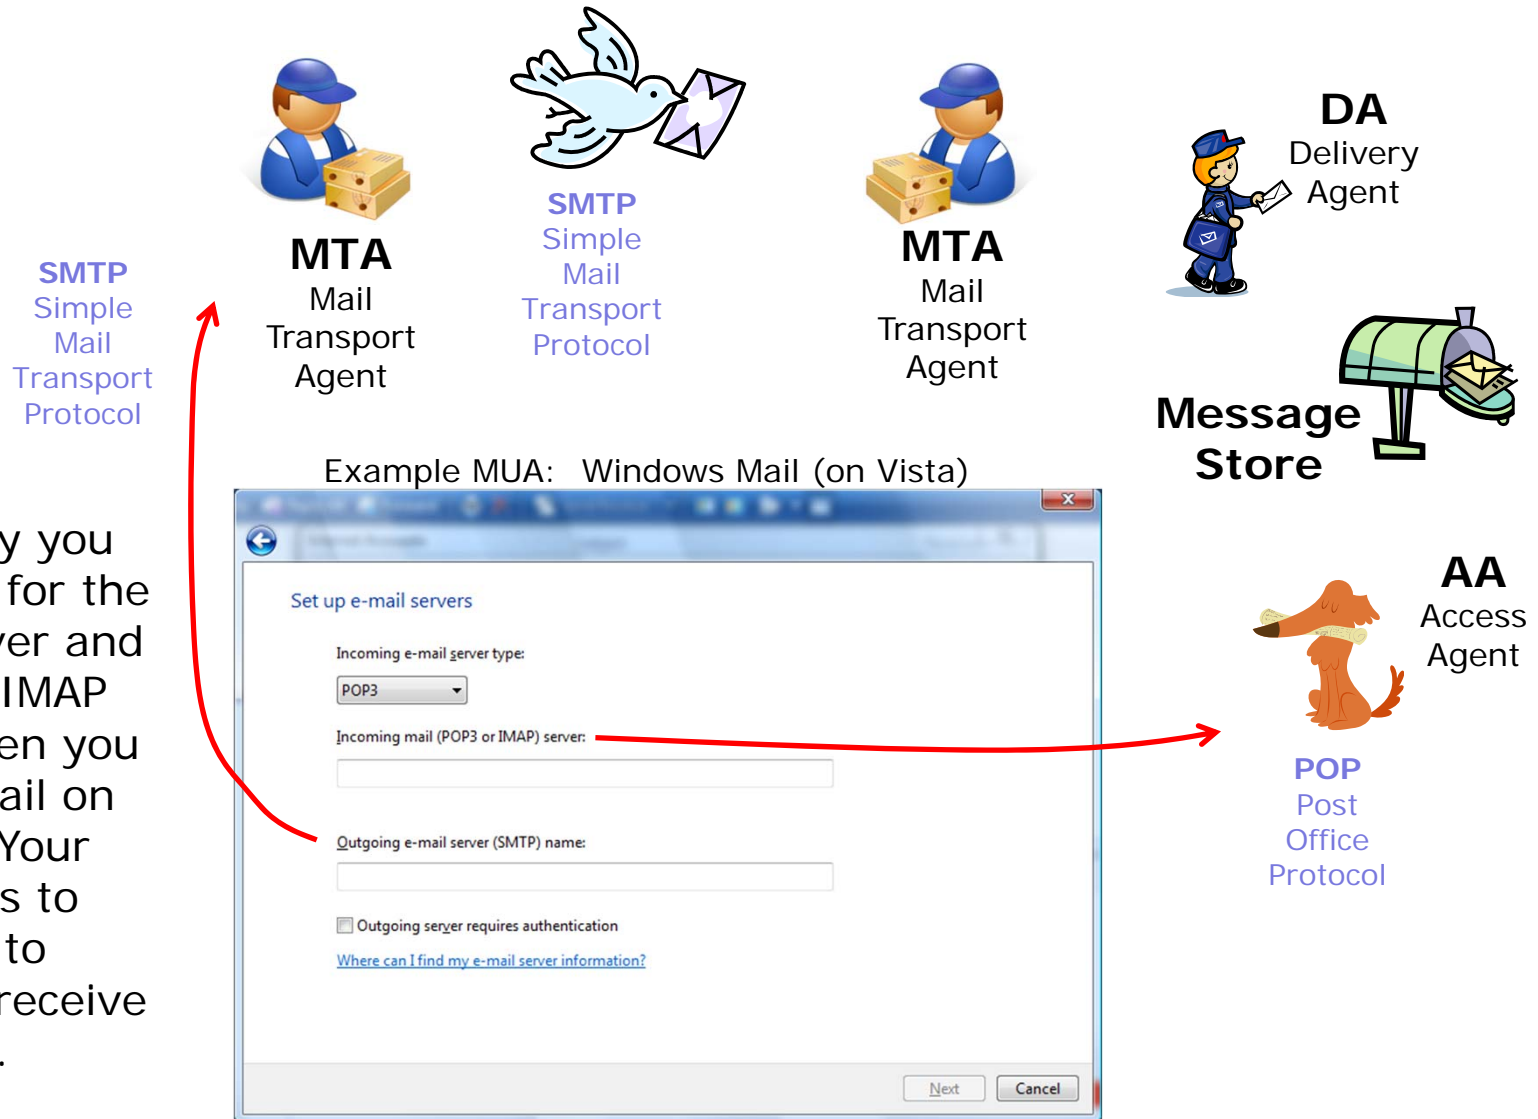 SMTP
Simple
Mail
Transport
Protocol
MTA
Mail
Transport
Agent
SMTP
Simple
Mail
Transport
Protocol
MTA
Mail
Transport
Agent
DA
Delivery
Agent
Message
Store
AA
Access
Agent
POP
Post
Office
Protocol
Example MUA: Windows Mail (on Vista)
Set up e-mail servers
Incoming e-mail server type:
POP3
Incoming mail (POP3 or IMAP) server:
Outgoing e-mail server (SMTP) name:
Outgoing server requires authentication
Where can I find my e-mail server information?
Next Cancel
y you
for the
ver and
IMAP
en you
ail on
Your
s to
to
receive
.